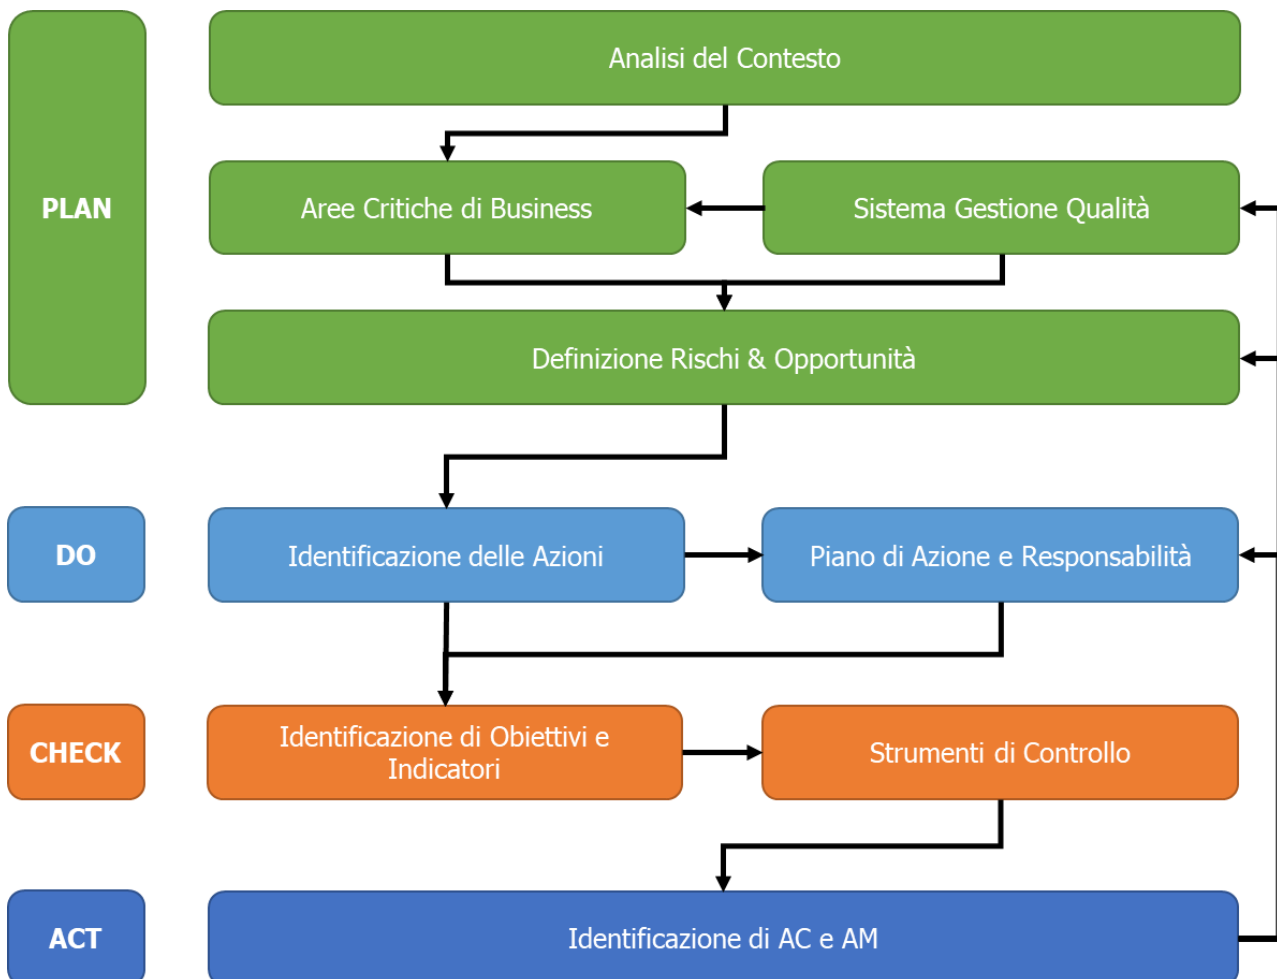 Analisi del Contesto
PLAN
Aree Critiche di Business
Sistema Gestione Qualità
Definizione Rischi & Opportunità
DO
Identificazione delle Azioni
Piano di Azione e Responsabilità
CHECK
Identificazione di Obiettivi e
Indicatori
Strumenti di Controllo
ACT
Identificazione di AC e AM